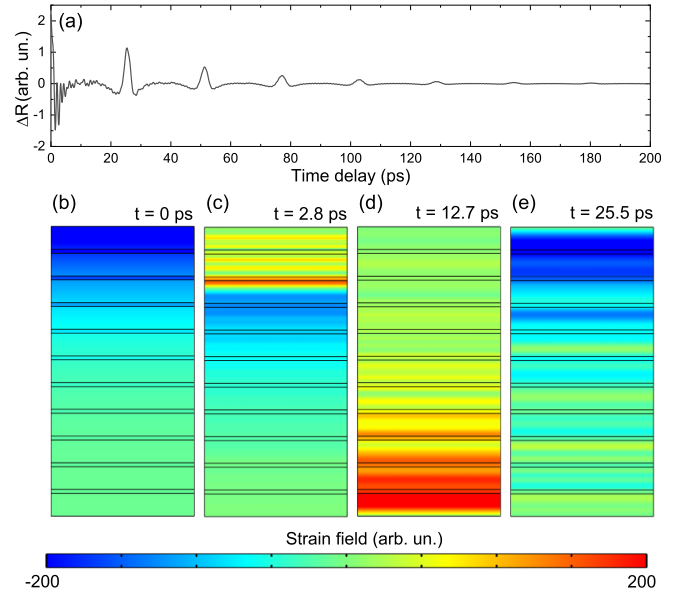 (a)
2
1
0
-1
-2
ΔR (arb. un.)
0 20 40 60 80 100 120 140 160 180 200
Time delay (ps)
(b) (c) (d) (e)
t = 0 ps t = 2.8 ps t = 12.7 ps t = 25.5 ps
Strain field (arb. un.)
-200 200